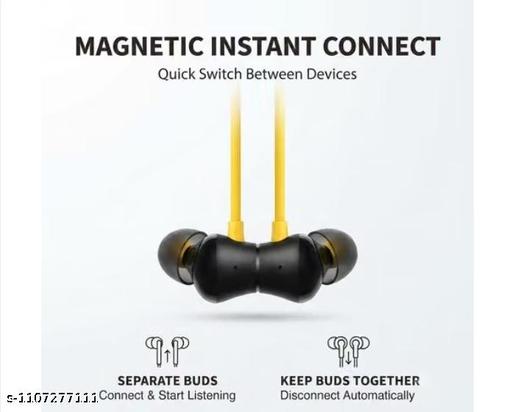 MAGNETIC INSTANT CONNECT
Quick Switch Between Devices
SEPARATE BUDS
Connect & Start Listening
KEEP BUDS TOGETHER
Disconnect Automatically
s-1107277111